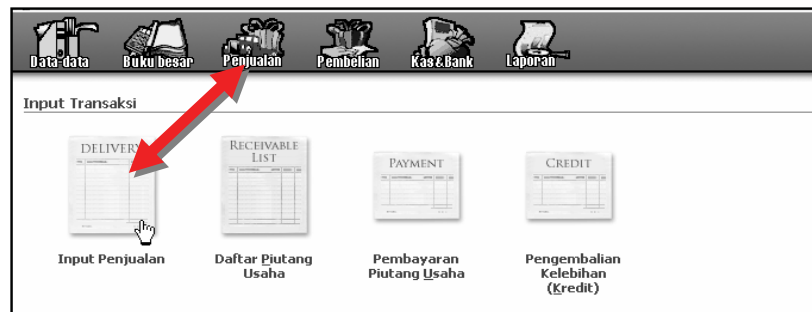 Data-data Buku besar Penjualan Pembelian Kas&Bank Laporan
Input Transaksi
DELIVERY RECEIVABLE LIST PAYMENT CREDIT
Input Penjualan
Daftar Piutang Usaha
Pembayaran Piutang Usaha
Pengembalian Kelebihan (Kredit)